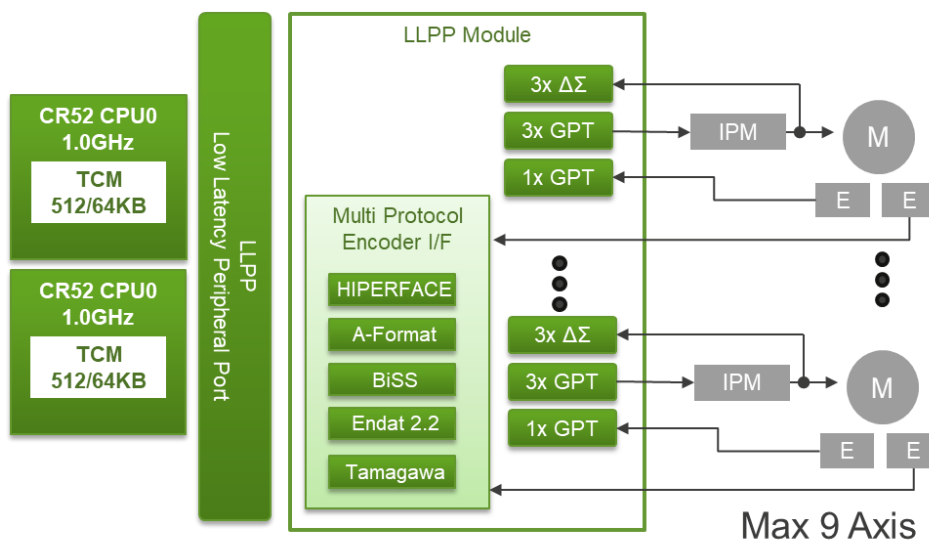 LLPP Module
CR52 CPU0
1.0GHz
TCM
512/64KB
CR52 CPU0
1.0GHz
TCM
512/64KB
LLPP
Low Latency Peripheral Port
3x ΔΣ
3x GPT
1x GPT
IPM
M
E
E
Multi Protocol
Encoder I/F
HIPERFACE
A-Format
BiSS
Endat 2.2
Tamagawa
3x ΔΣ
3x GPT
1x GPT
IPM
M
E
E
Max 9 Axis